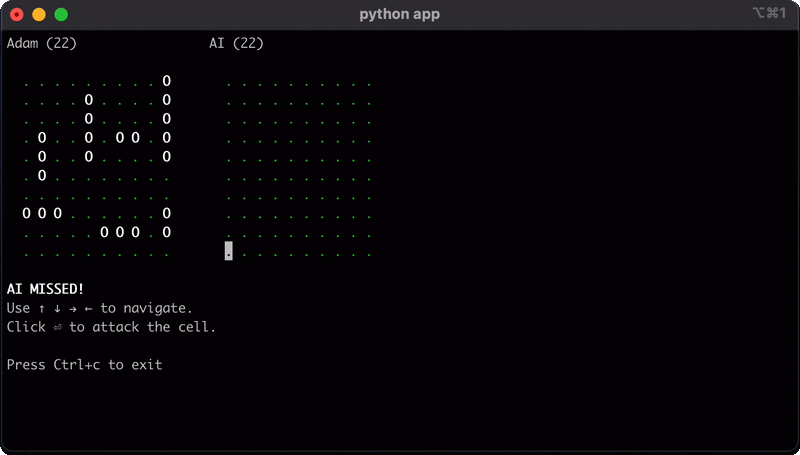 python app
⌥⌘1
Adam (22) AI (22)
. . . . . . . . . O . . . . . . . . . .
. . . . O . . . . O . . . . . . . . . .
. . . . O . . . . O . . . . . . . . . .
. O . . O . O O . O . . . . . . . . . .
. O . . O . . . . O . . . . . . . . . .
. O . . . . . . . . . . . . . . . . . .
. . . . . . . . . . . . . . . . . . . .
O O O . . . . . . O . . . . . . . . . .
. . . . . O O O . O . . . . . . . . . .
. . . . . . . . . . . . . . . . . . . .
AI MISSED!
Use ↑ ↓ → ← to navigate.
Click ⏎ to attack the cell.
Press Ctrl+c to exit